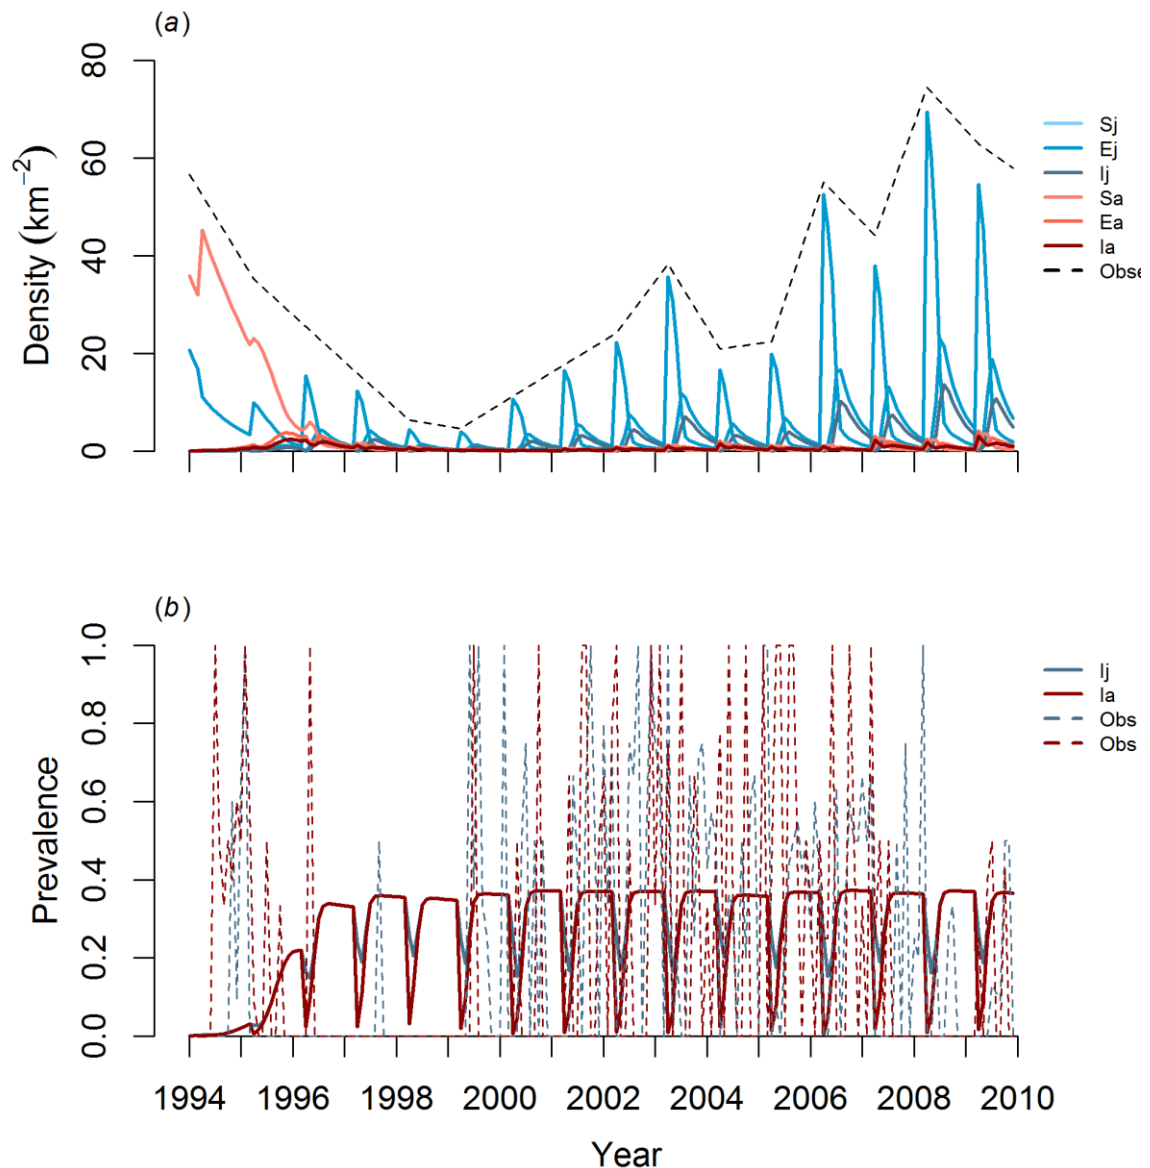 (a)
80
60
40
20
0
Density (km⁻²)
Sj
Ej
Ij
Sa
Ea
Ia
Obse
(b)
1.0
0.8
0.6
0.4
0.2
0.0
Prevalence
Ij
Ia
Obs
Obs
1994 1996 1998 2000 2002 2004 2006 2008 2010
Year